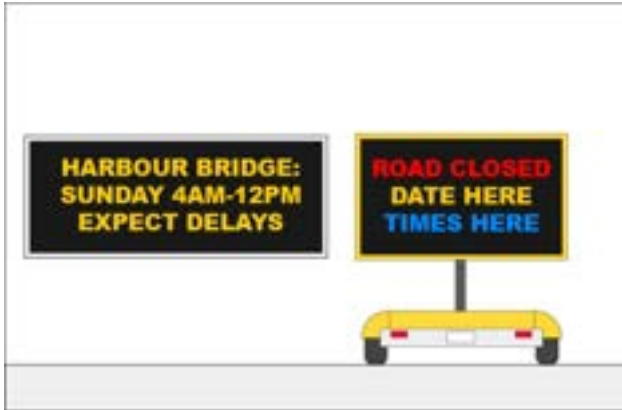 HARBOUR BRIDGE:
SUNDAY 4AM-12PM
EXPECT DELAYS
ROAD CLOSED
DATE HERE
TIMES HERE